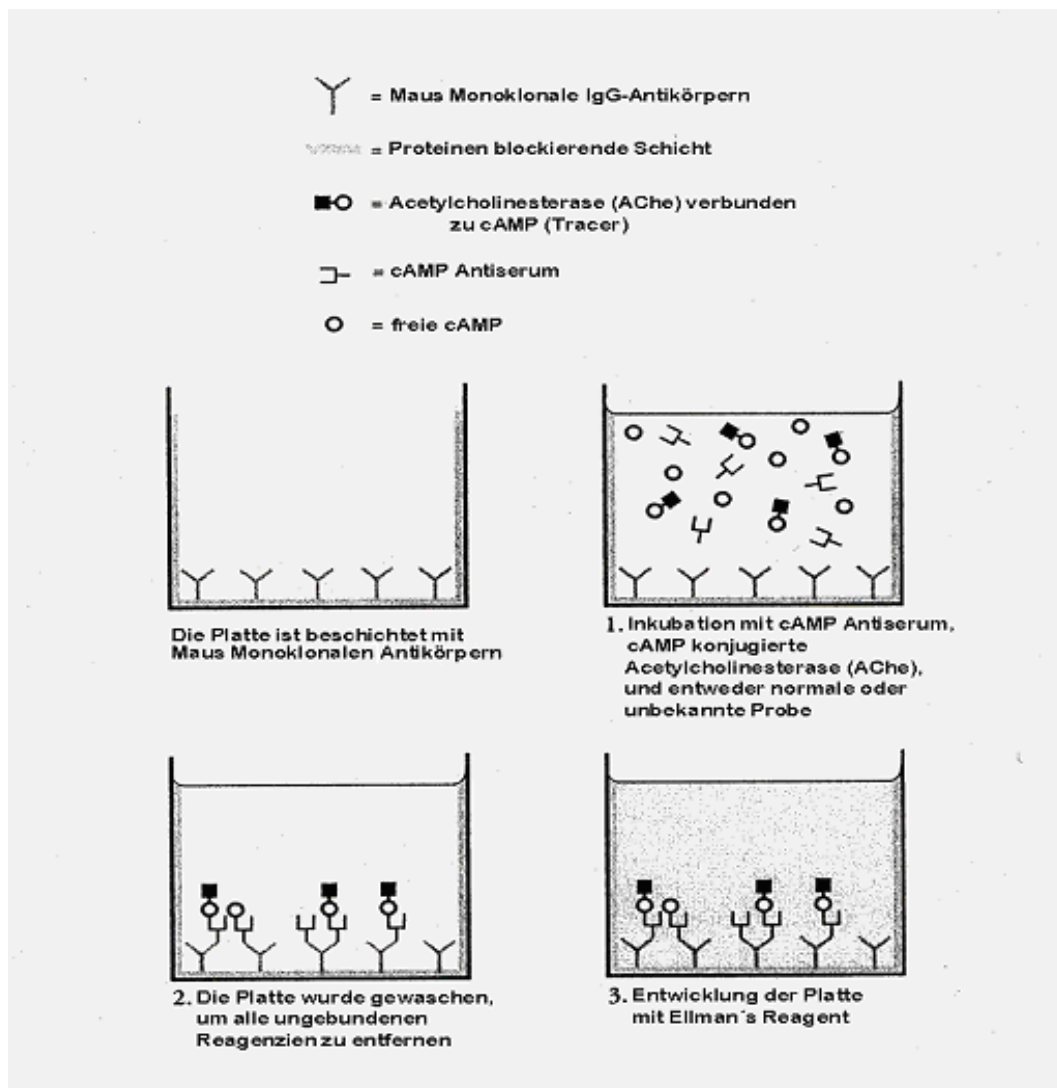 = Maus Monoklonale IgG-Antikörpern
= Proteinen blockierende Schicht
= Acetylcholinesterase (AChe) verbunden
zu cAMP (Tracer)
= cAMP Antiserum
= freie cAMP
Die Platte ist beschichtet mit
Maus Monoklonalen Antikörpern
1. Inkubation mit cAMP Antiserum,
cAMP konjugierte
Acetylcholinesterase (AChe),
und entweder normale oder
unbekannte Probe
2. Die Platte wurde gewaschen,
um alle ungebundenen
Reagenzien zu entfernen
3. Entwicklung der Platte
mit Ellman´s Reagent